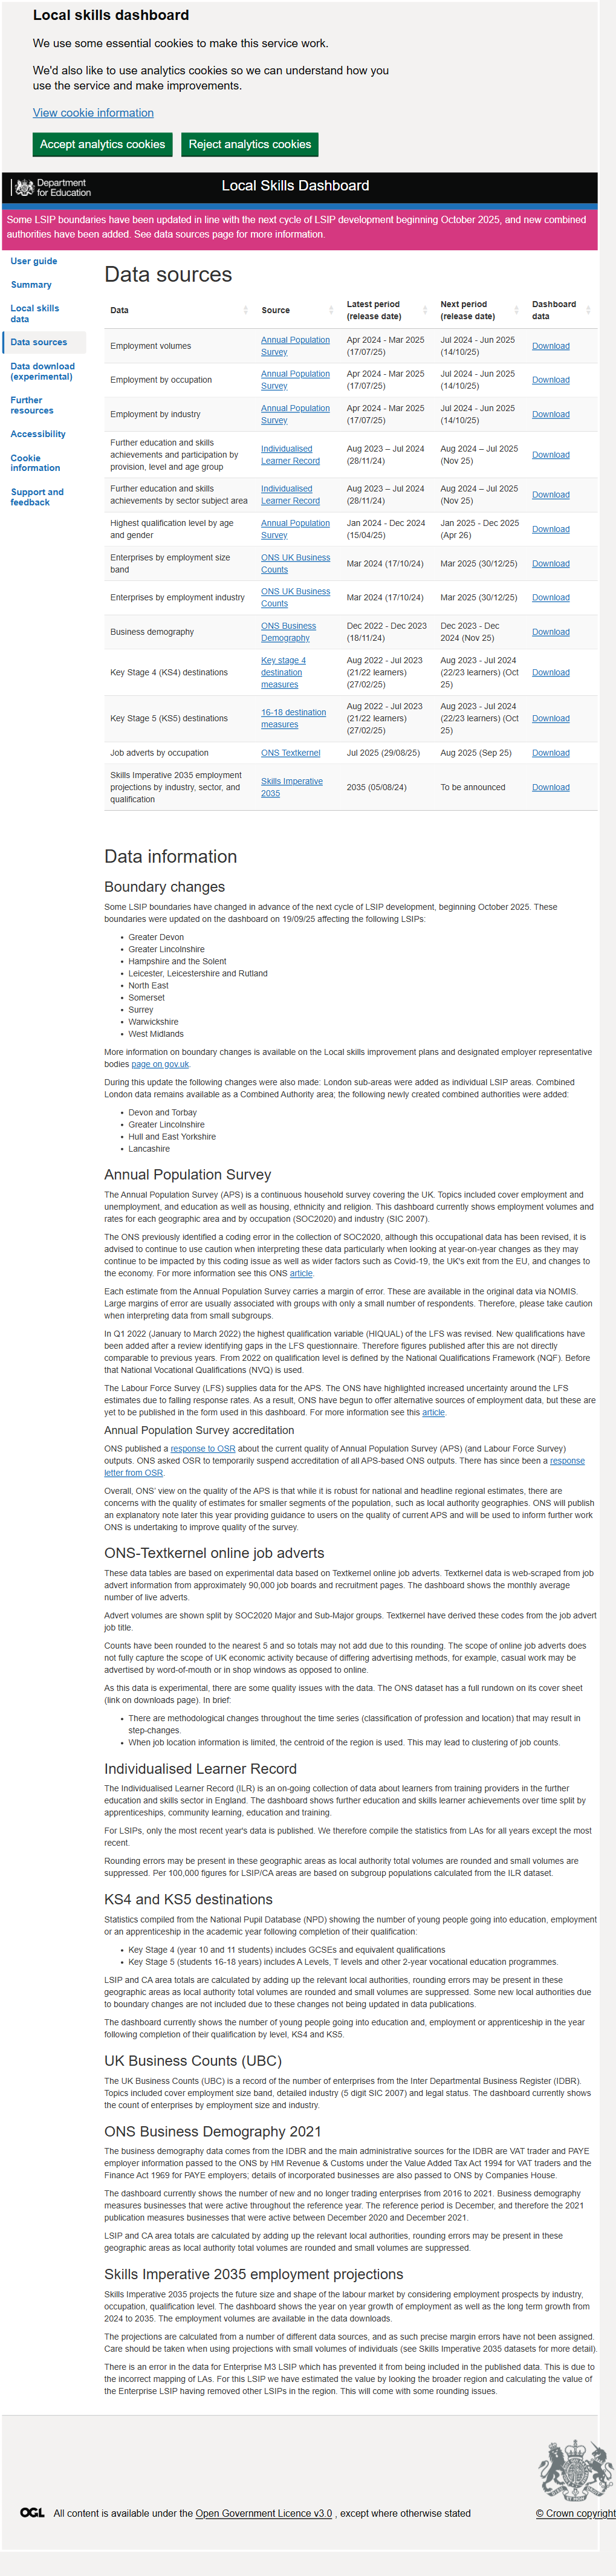 Local skills dashboard
We use some essential cookies to make this service work.
We'd also like to use analytics cookies so we can understand how you
use the service and make improvements.
View cookie information
Accept analytics cookies Reject analytics cookies
Department
for Education
Local Skills Dashboard
Some LSIP boundaries have been updated in line with the next cycle of LSIP development beginning October 2025, and new combined
authorities have been added. See data sources page for more information.
User guide
Summary
Local skills
data
Data sources
Data download
(experimental)
Further
resources
Accessibility
Cookie
information
Support and
feedback
Data sources
Data Source Latest period (release date) Next period (release date) Dashboard data
Employment volumes Annual Population Survey Apr 2024 - Mar 2025 (17/07/25) Jul 2024 - Jun 2025 (14/10/25) Download
Employment by occupation Annual Population Survey Apr 2024 - Mar 2025 (17/07/25) Jul 2024 - Jun 2025 (14/10/25) Download
Employment by industry Annual Population Survey Apr 2024 - Mar 2025 (17/07/25) Jul 2024 - Jun 2025 (14/10/25) Download
Further education and skills achievements and participation by provision, level and age group Individualised Learner Record Aug 2023 – Jul 2024 (28/11/24) Aug 2024 – Jul 2025 (Nov 25) Download
Further education and skills achievements by sector subject area Individualised Learner Record Aug 2023 – Jul 2024 (28/11/24) Aug 2024 – Jul 2025 (Nov 25) Download
Highest qualification level by age and gender Annual Population Survey Jan 2024 - Dec 2024 (15/04/25) Jan 2025 - Dec 2025 (Apr 26) Download
Enterprises by employment size band ONS UK Business Counts Mar 2024 (17/10/24) Mar 2025 (30/12/25) Download
Enterprises by employment industry ONS UK Business Counts Mar 2024 (17/10/24) Mar 2025 (30/12/25) Download
Business demography ONS Business Demography Dec 2022 - Dec 2023 (18/11/24) Dec 2023 - Dec 2024 (Nov 25) Download
Key Stage 4 (KS4) destinations Key stage 4 destination measures Aug 2022 - Jul 2023 (21/22 learners) (27/02/25) Aug 2023 - Jul 2024 (22/23 learners) (Oct 25) Download
Key Stage 5 (KS5) destinations 16-18 destination measures Aug 2022 - Jul 2023 (21/22 learners) (27/02/25) Aug 2023 - Jul 2024 (22/23 learners) (Oct 25) Download
Job adverts by occupation ONS Textkernel Jul 2025 (29/08/25) Aug 2025 (Sep 25) Download
Skills Imperative 2035 employment projections by industry, sector, and qualification Skills Imperative 2035 2035 (05/08/24) To be announced Download
Data information
Boundary changes
Some LSIP boundaries have changed in advance of the next cycle of LSIP development, beginning October 2025. These
boundaries were updated on the dashboard on 19/09/25 affecting the following LSIPs:
• Greater Devon
• Greater Lincolnshire
• Hampshire and the Solent
• Leicester, Leicestershire and Rutland
• North East
• Somerset
• Surrey
• Warwickshire
• West Midlands
More information on boundary changes is available on the Local skills improvement plans and designated employer representative
bodies page on gov.uk.
During this update the following changes were also made: London sub-areas were added as individual LSIP areas. Combined
London data remains available as a Combined Authority area; the following newly created combined authorities were added:
• Devon and Torbay
• Greater Lincolnshire
• Hull and East Yorkshire
• Lancashire
Annual Population Survey
The Annual Population Survey (APS) is a continuous household survey covering the UK. Topics included cover employment and
unemployment, and education as well as housing, ethnicity and religion. This dashboard currently shows employment volumes and
rates for each geographic area and by occupation (SOC2020) and industry (SIC 2007).
The ONS previously identified a coding error in the collection of SOC2020, although this occupational data has been revised, it is
advised to continue to use caution when interpreting these data particularly when looking at year-on-year changes as they may
continue to be impacted by this coding issue as well as wider factors such as Covid-19, the UK's exit from the EU, and changes to
the economy. For more information see this ONS article.
Each estimate from the Annual Population Survey carries a margin of error. These are available in the original data via NOMIS.
Large margins of error are usually associated with groups with only a small number of respondents. Therefore, please take caution
when interpreting data from small subgroups.
In Q1 2022 (January to March 2022) the highest qualification variable (HIQUAL) of the LFS was revised. New qualifications have
been added after a review identifying gaps in the LFS questionnaire. Therefore figures published after this are not directly
comparable to previous years. From 2022 on qualification level is defined by the National Qualifications Framework (NQF). Before
that National Vocational Qualifications (NVQ) is used.
The Labour Force Survey (LFS) supplies data for the APS. The ONS have highlighted increased uncertainty around the LFS
estimates due to falling response rates. As a result, ONS have begun to offer alternative sources of employment data, but these are
yet to be published in the form used in this dashboard. For more information see this article.
Annual Population Survey accreditation
ONS published a response to OSR about the current quality of Annual Population Survey (APS) (and Labour Force Survey)
outputs. ONS asked OSR to temporarily suspend accreditation of all APS-based ONS outputs. There has since been a response
letter from OSR.
Overall, ONS' view on the quality of the APS is that while it is robust for national and headline regional estimates, there are
concerns with the quality of estimates for smaller segments of the population, such as local authority geographies. ONS will publish
an explanatory note later this year providing guidance to users on the quality of current APS and will be used to inform further work
ONS is undertaking to improve quality of the survey.
ONS-Textkernel online job adverts
These data tables are based on experimental data based on Textkernel online job adverts. Textkernel data is web-scraped from job
advert information from approximately 90,000 job boards and recruitment pages. The dashboard shows the monthly average
number of live adverts.
Advert volumes are shown split by SOC2020 Major and Sub-Major groups. Textkernel have derived these codes from the job advert
job title.
Counts have been rounded to the nearest 5 and so totals may not add due to this rounding. The scope of online job adverts does
not fully capture the scope of UK economic activity because of differing advertising methods, for example, casual work may be
advertised by word-of-mouth or in shop windows as opposed to online.
As this data is experimental, there are some quality issues with the data. The ONS dataset has a full rundown on its cover sheet
(link on downloads page). In brief:
• There are methodological changes throughout the time series (classification of profession and location) that may result in
step-changes.
• When job location information is limited, the centroid of the region is used. This may lead to clustering of job counts.
Individualised Learner Record
The Individualised Learner Record (ILR) is an on-going collection of data about learners from training providers in the further
education and skills sector in England. The dashboard shows further education and skills learner achievements over time split by
apprenticeships, community learning, education and training.
For LSIPs, only the most recent year's data is published. We therefore compile the statistics from LAs for all years except the most
recent.
Rounding errors may be present in these geographic areas as local authority total volumes are rounded and small volumes are
suppressed. Per 100,000 figures for LSIP/CA areas are based on subgroup populations calculated from the ILR dataset.
KS4 and KS5 destinations
Statistics compiled from the National Pupil Database (NPD) showing the number of young people going into education, employment
or an apprenticeship in the academic year following completion of their qualification:
• Key Stage 4 (year 10 and 11 students) includes GCSEs and equivalent qualifications
• Key Stage 5 (students 16-18 years) includes A Levels, T levels and other 2-year vocational education programmes.
LSIP and CA area totals are calculated by adding up the relevant local authorities, rounding errors may be present in these
geographic areas as local authority total volumes are rounded and small volumes are suppressed. Some new local authorities due
to boundary changes are not included due to these changes not being updated in data publications.
The dashboard currently shows the number of young people going into education and, employment or apprenticeship in the year
following completion of their qualification by level, KS4 and KS5.
UK Business Counts (UBC)
The UK Business Counts (UBC) is a record of the number of enterprises from the Inter Departmental Business Register (IDBR).
Topics included cover employment size band, detailed industry (5 digit SIC 2007) and legal status. The dashboard currently shows
the count of enterprises by employment size and industry.
ONS Business Demography 2021
The business demography data comes from the IDBR and the main administrative sources for the IDBR are VAT trader and PAYE
employer information passed to the ONS by HM Revenue & Customs under the Value Added Tax Act 1994 for VAT traders and the
Finance Act 1969 for PAYE employers; details of incorporated businesses are also passed to ONS by Companies House.
The dashboard currently shows the number of new and no longer trading enterprises from 2016 to 2021. Business demography
measures businesses that were active throughout the reference year. The reference period is December, and therefore the 2021
publication measures businesses that were active between December 2020 and December 2021.
LSIP and CA area totals are calculated by adding up the relevant local authorities, rounding errors may be present in these
geographic areas as local authority total volumes are rounded and small volumes are suppressed.
Skills Imperative 2035 employment projections
Skills Imperative 2035 projects the future size and shape of the labour market by considering employment prospects by industry,
occupation, qualification level. The dashboard shows the year on year growth of employment as well as the long term growth from
2024 to 2035. The employment volumes are available in the data downloads.
The projections are calculated from a number of different data sources, and as such precise margin errors have not been assigned.
Care should be taken when using projections with small volumes of individuals (see Skills Imperative 2035 datasets for more detail).
There is an error in the data for Enterprise M3 LSIP which has prevented it from being included in the published data. This is due to
the incorrect mapping of LAs. For this LSIP we have estimated the value by looking the broader region and calculating the value of
the Enterprise LSIP having removed other LSIPs in the region. This will come with some rounding issues.
OGL All content is available under the Open Government Licence v3.0 , except where otherwise stated
© Crown copyright